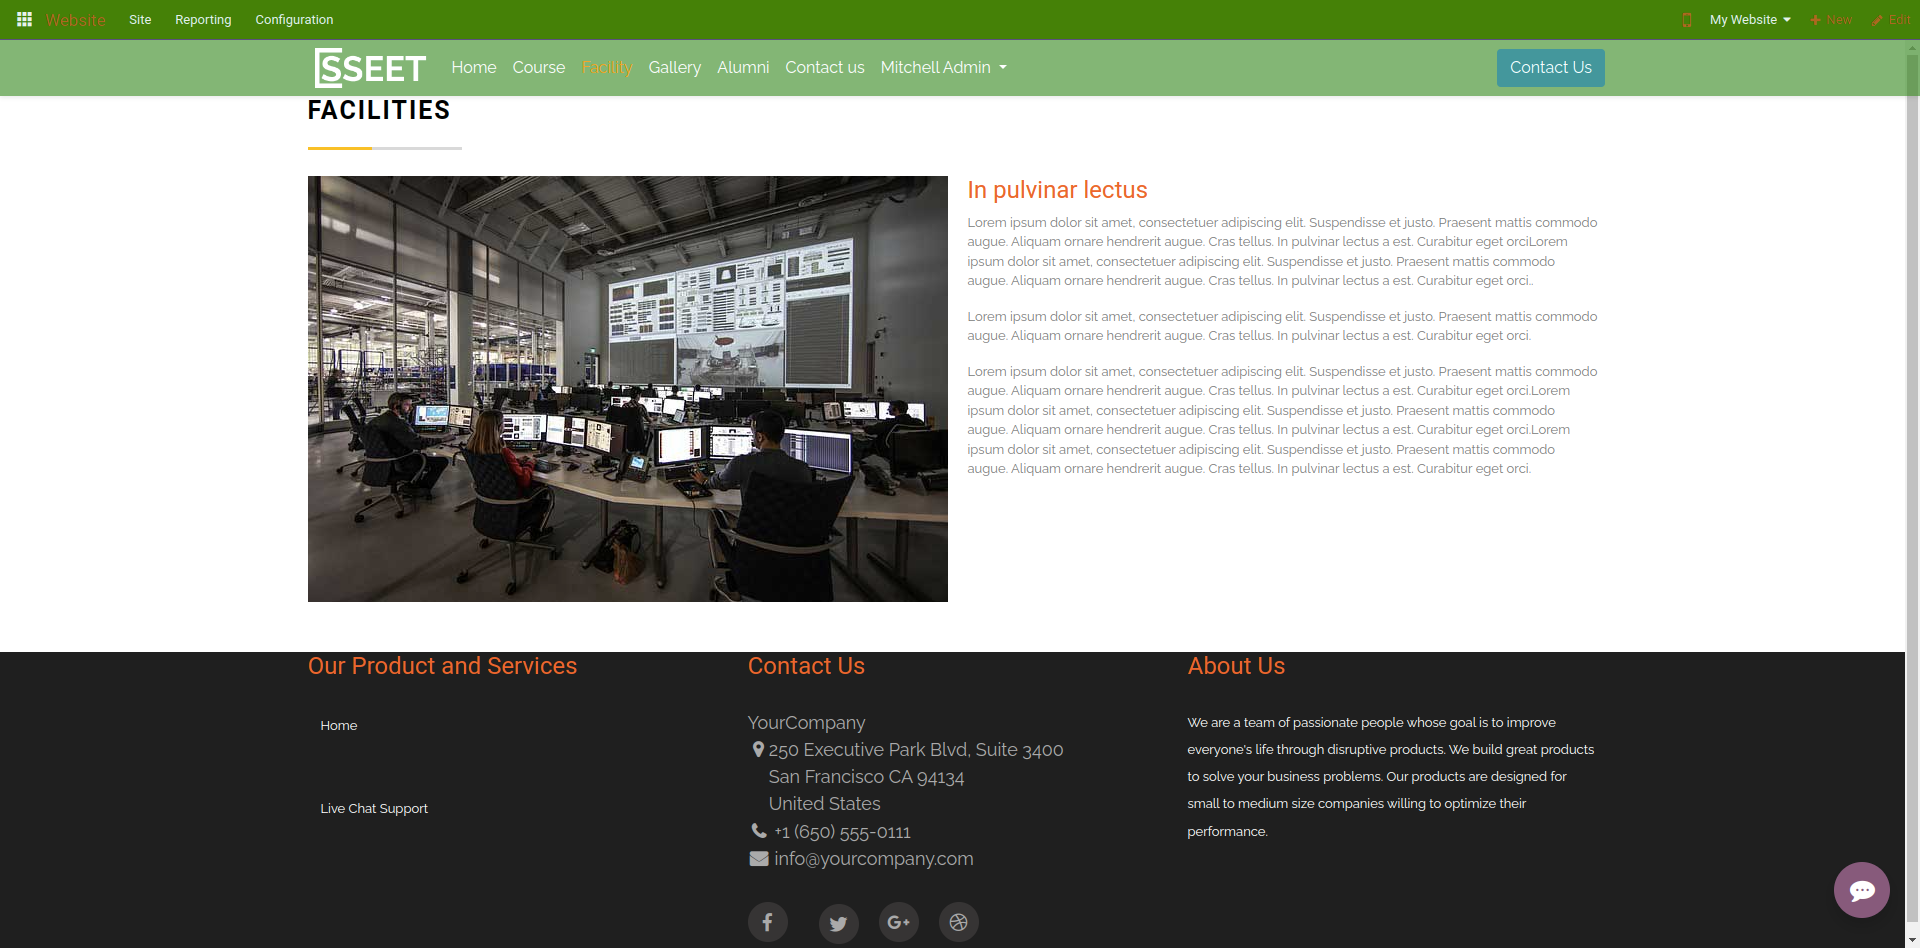 Website Site Reporting Configuration My Website New Edit
SSEET Home Course Facility Gallery Alumni Contact us Mitchell Admin Contact Us
FACILITIES
In pulvinar lectus
Lorem ipsum dolor sit amet, consectetuer adipiscing elit. Suspendisse et justo. Praesent mattis commodo
augue. Aliquam ornare hendrerit augue. Cras tellus. In pulvinar lectus a est. Curabitur eget orciLorem
ipsum dolor sit amet, consectetuer adipiscing elit. Suspendisse et justo. Praesent mattis commodo
augue. Aliquam ornare hendrerit augue. Cras tellus. In pulvinar lectus a est. Curabitur eget orci..
Lorem ipsum dolor sit amet, consectetuer adipiscing elit. Suspendisse et justo. Praesent mattis commodo
augue. Aliquam ornare hendrerit augue. Cras tellus. In pulvinar lectus a est. Curabitur eget orci.
Lorem ipsum dolor sit amet, consectetuer adipiscing elit. Suspendisse et justo. Praesent mattis commodo
augue. Aliquam ornare hendrerit augue. Cras tellus. In pulvinar lectus a est. Curabitur eget orci.Lorem
ipsum dolor sit amet, consectetuer adipiscing elit. Suspendisse et justo. Praesent mattis commodo
augue. Aliquam ornare hendrerit augue. Cras tellus. In pulvinar lectus a est. Curabitur eget orci.Lorem
ipsum dolor sit amet, consectetuer adipiscing elit. Suspendisse et justo. Praesent mattis commodo
augue. Aliquam ornare hendrerit augue. Cras tellus. In pulvinar lectus a est. Curabitur eget orci.
Our Product and Services
Home
Live Chat Support
Contact Us
YourCompany
250 Executive Park Blvd, Suite 3400
San Francisco CA 94134
United States
+1 (650) 555-0111
info@yourcompany.com
About Us
We are a team of passionate people whose goal is to improve
everyone's life through disruptive products. We build great products
to solve your business problems. Our products are designed for
small to medium size companies willing to optimize their
performance.